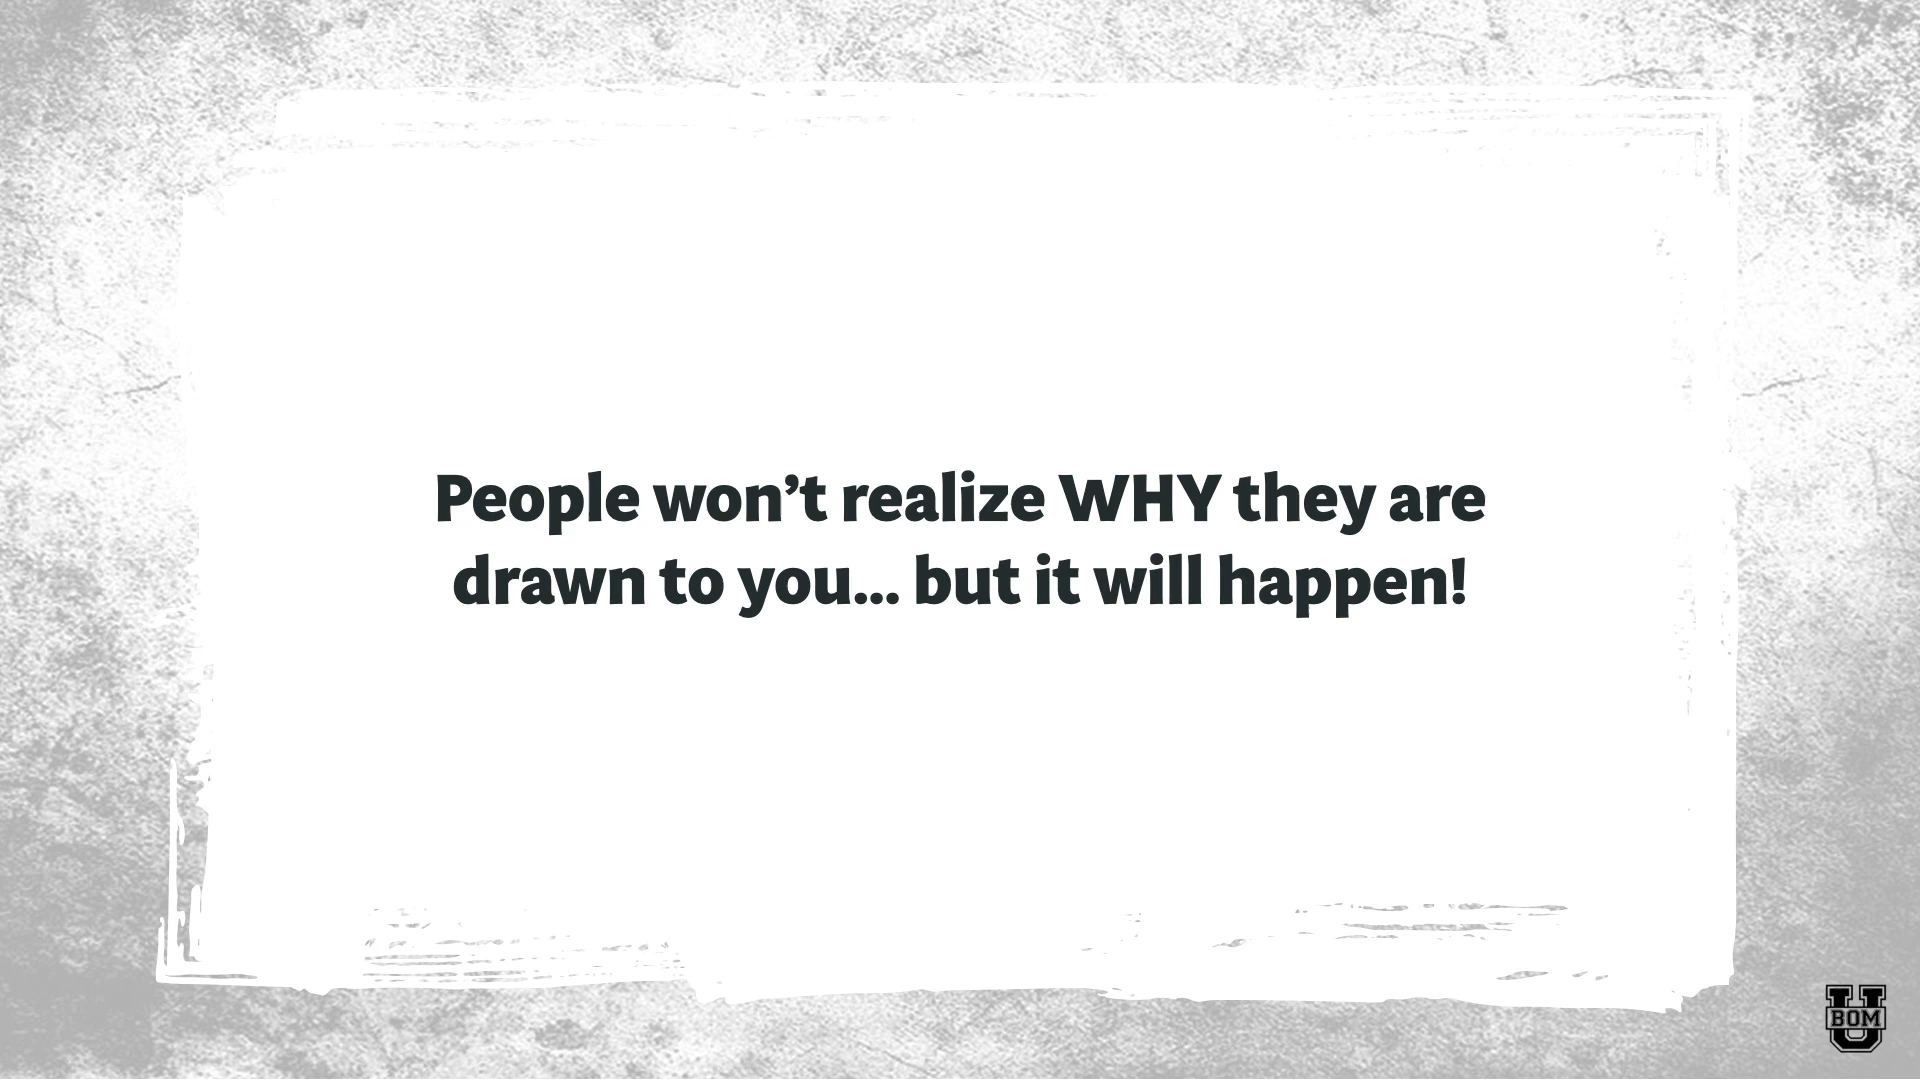 People won’t realize WHY they are
drawn to you... but it will happen!
U
BOM